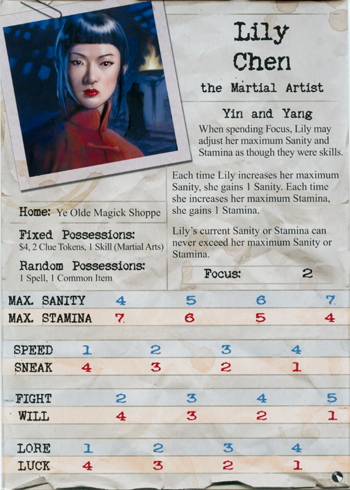 Lily
Chen
the Martial Artist
Yin and Yang
When spending Focus, Lily may
adjust her maximum Sanity and
Stamina as though they were skills.
Each time Lily increases her maximum
Sanity, she gains 1 Sanity. Each time
she increases her maximum Stamina,
she gains 1 Stamina.
Lily's current Sanity or Stamina can
never exceed her maximum Sanity or
Stamina.
Home: Ye Olde Magick Shoppe
Fixed Possessions:
$4, 2 Clue Tokens, 1 Skill (Martial Arts)
Random Possessions:
1 Spell, 1 Common Item
Focus: 2
MAX. SANITY 4 5 6 7
MAX. STAMINA 7 6 5 4
SPEED 1 2 3 4
SNEAK 4 3 2 1
FIGHT 2 3 4 5
WILL 4 3 2 1
LORE 1 2 3 4
LUCK 4 3 2 1